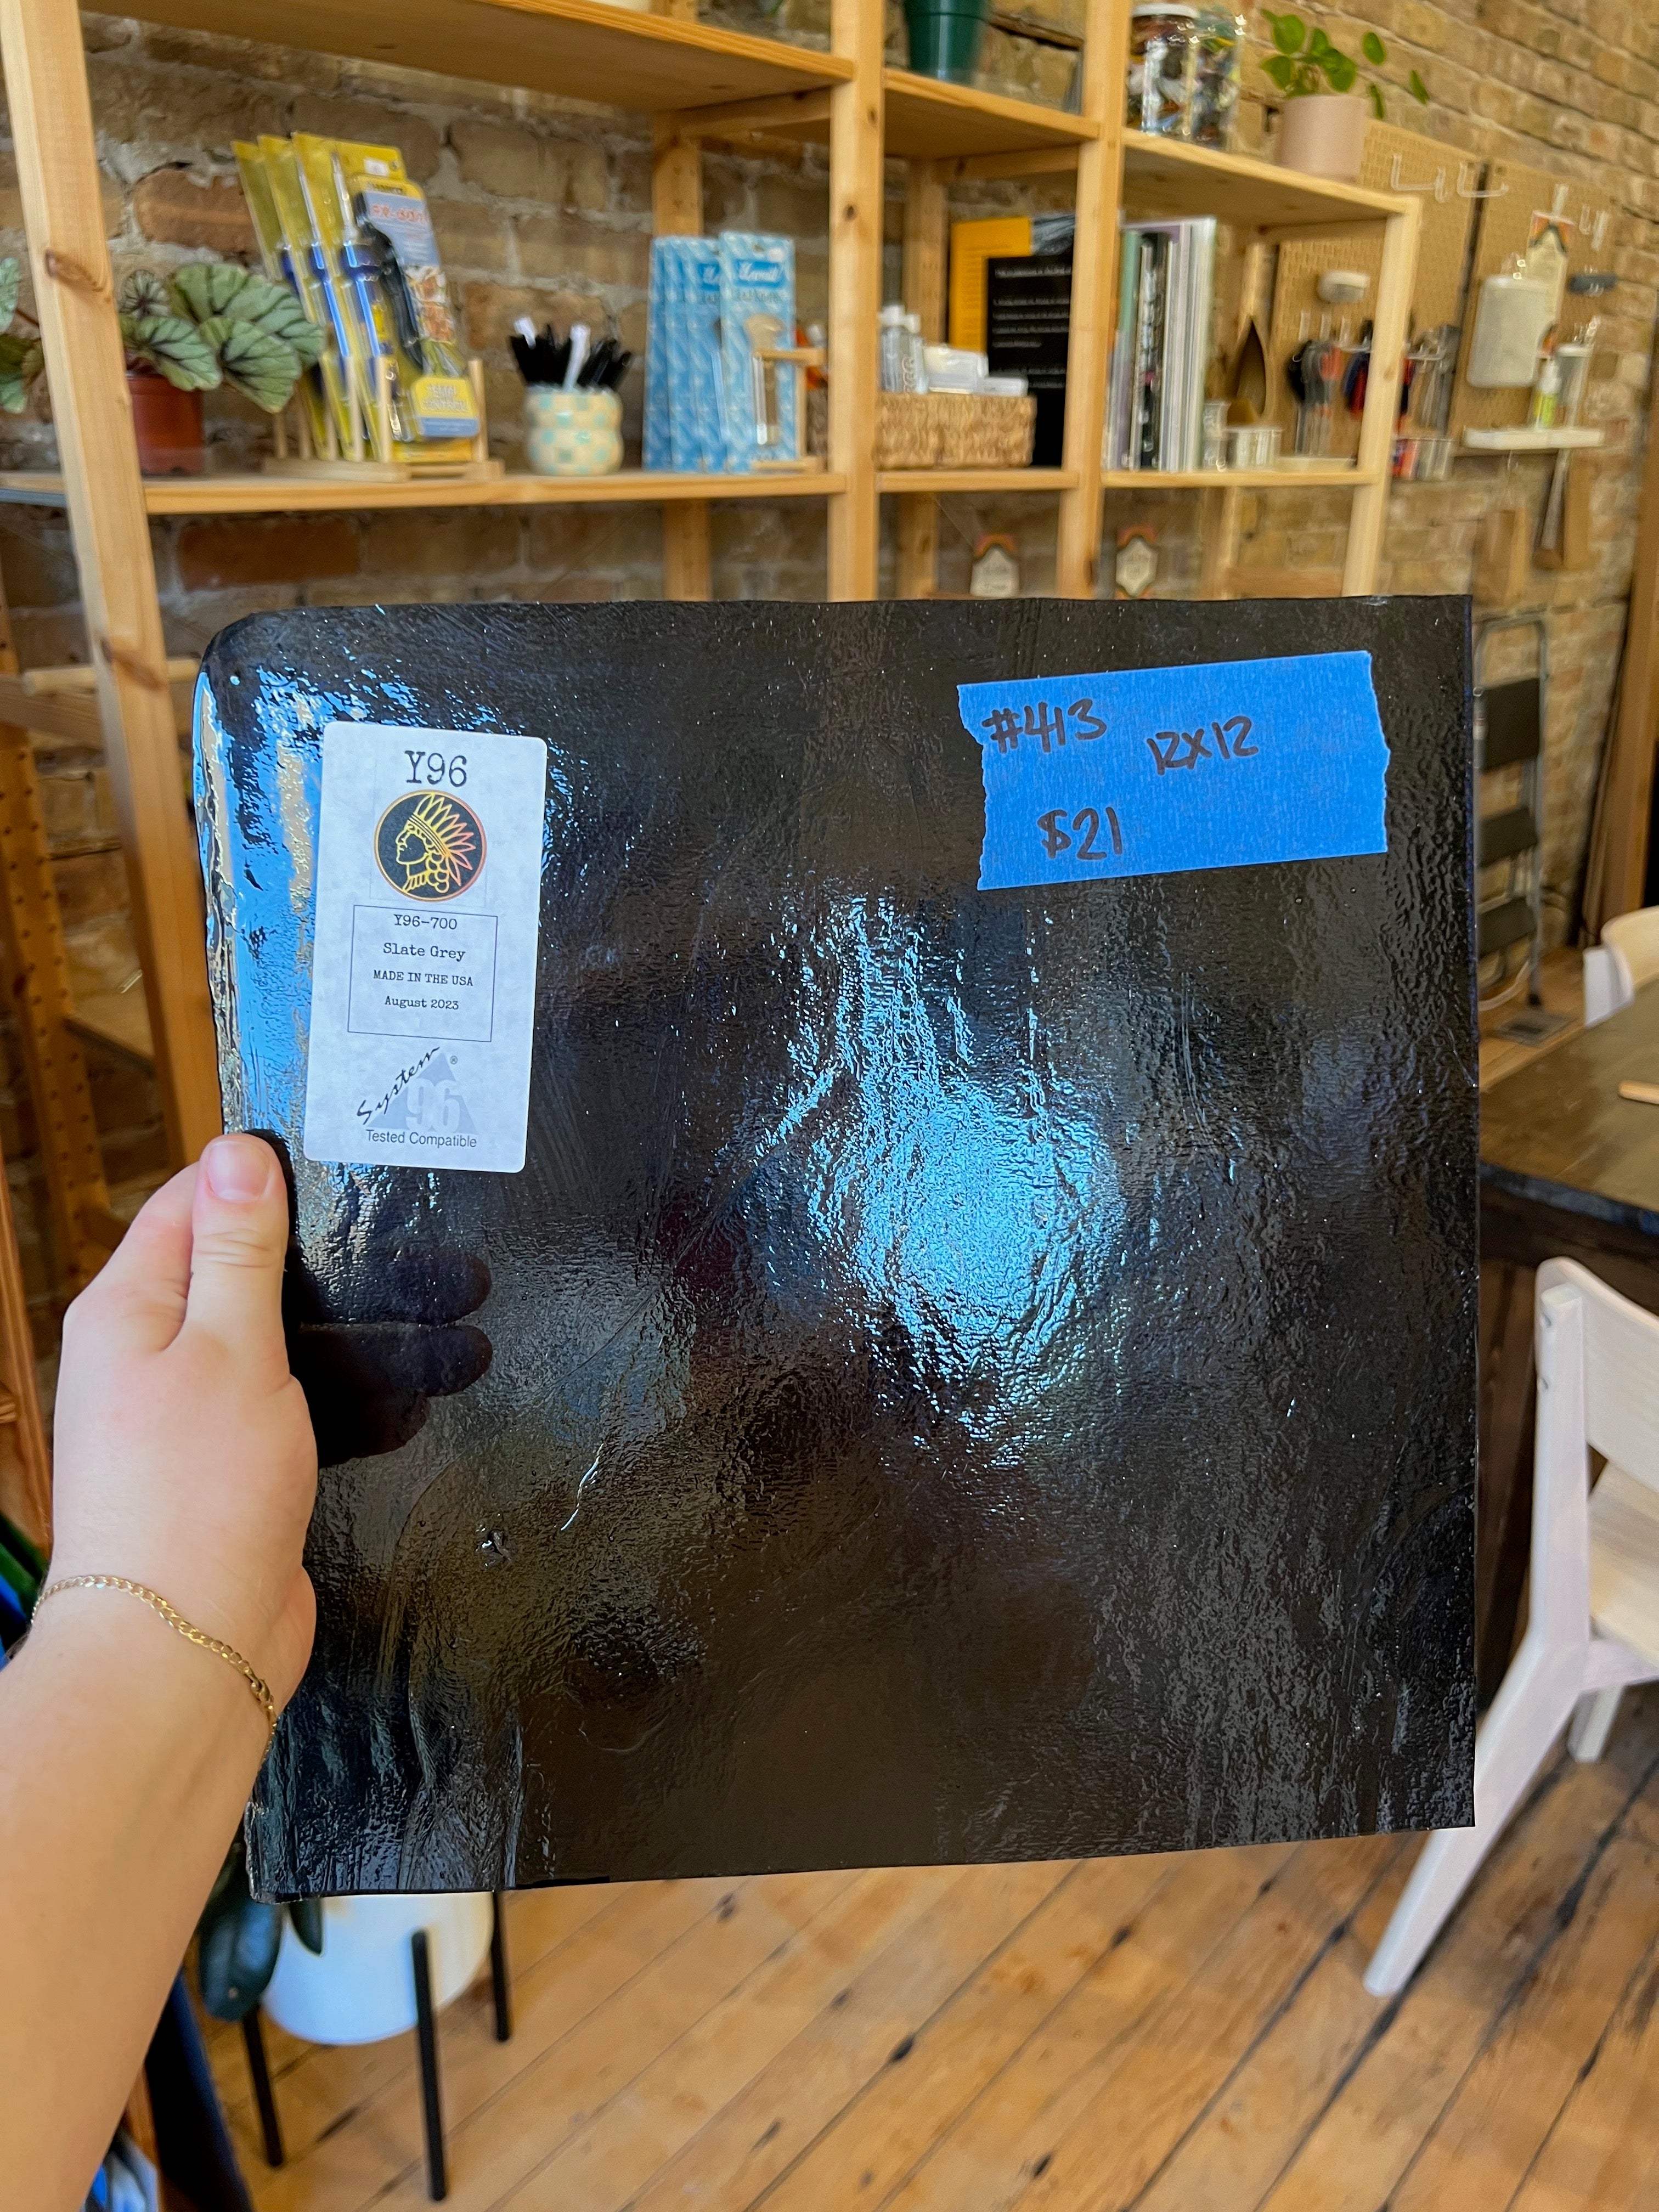 Y96
Y96-700
Slate Grey
MADE IN THE USA
August 2023
System ®
96
Tested Compatible
#413
12X12
$21